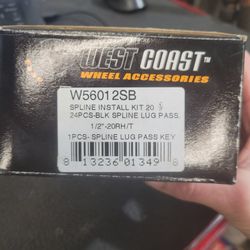 WEST COAST™
WHEEL ACCESSORIES
W56012SB
SPLINE INSTALL KIT 20
24PCS-BLK SPLINE LUG PASS.
1/2"-20RH/T
1PCS- SPLINE LUG PASS KEY
8 13236 01349 8